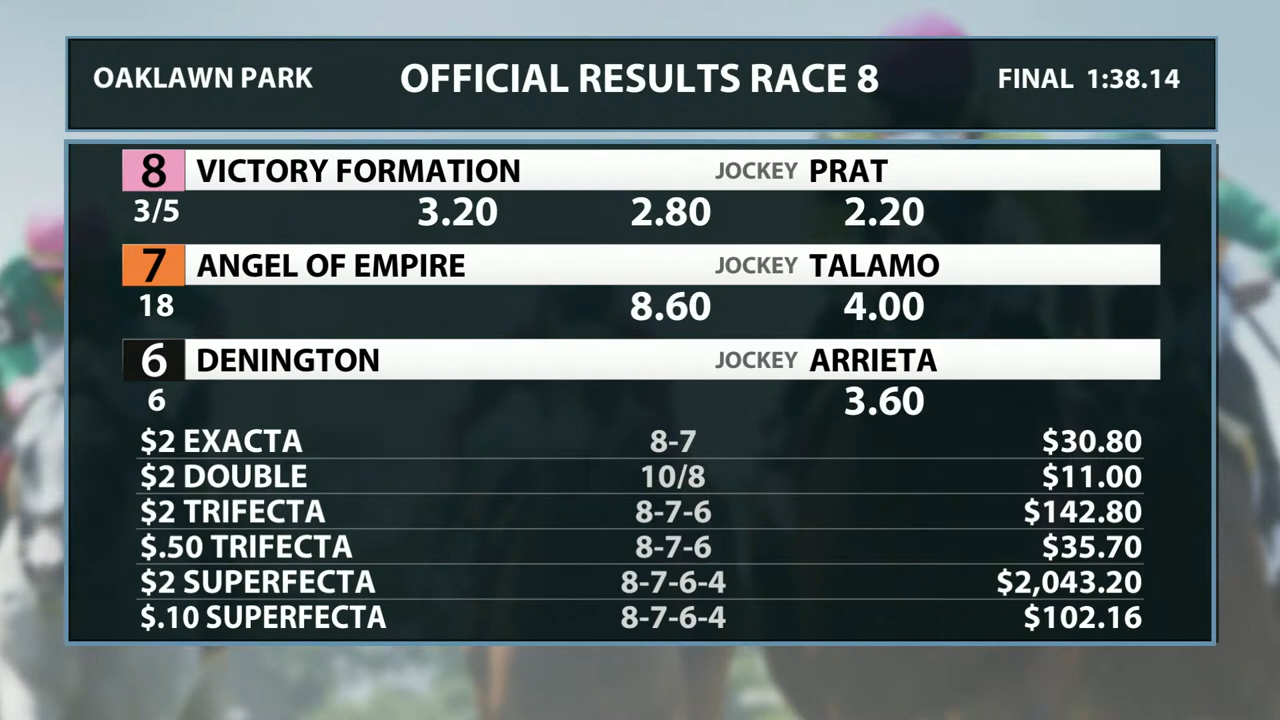 OAKLAWN PARK OFFICIAL RESULTS RACE 8 FINAL 1:38.14
8 VICTORY FORMATION JOCKEY PRAT
3/5 3.20 2.80 2.20
7 ANGEL OF EMPIRE JOCKEY TALAMO
18 8.60 4.00
6 DENINGTON JOCKEY ARRIETA
6 3.60
$2 EXACTA 8-7 $30.80
$2 DOUBLE 10/8 $11.00
$2 TRIFECTA 8-7-6 $142.80
$.50 TRIFECTA 8-7-6 $35.70
$2 SUPERFECTA 8-7-6-4 $2,043.20
$.10 SUPERFECTA 8-7-6-4 $102.16